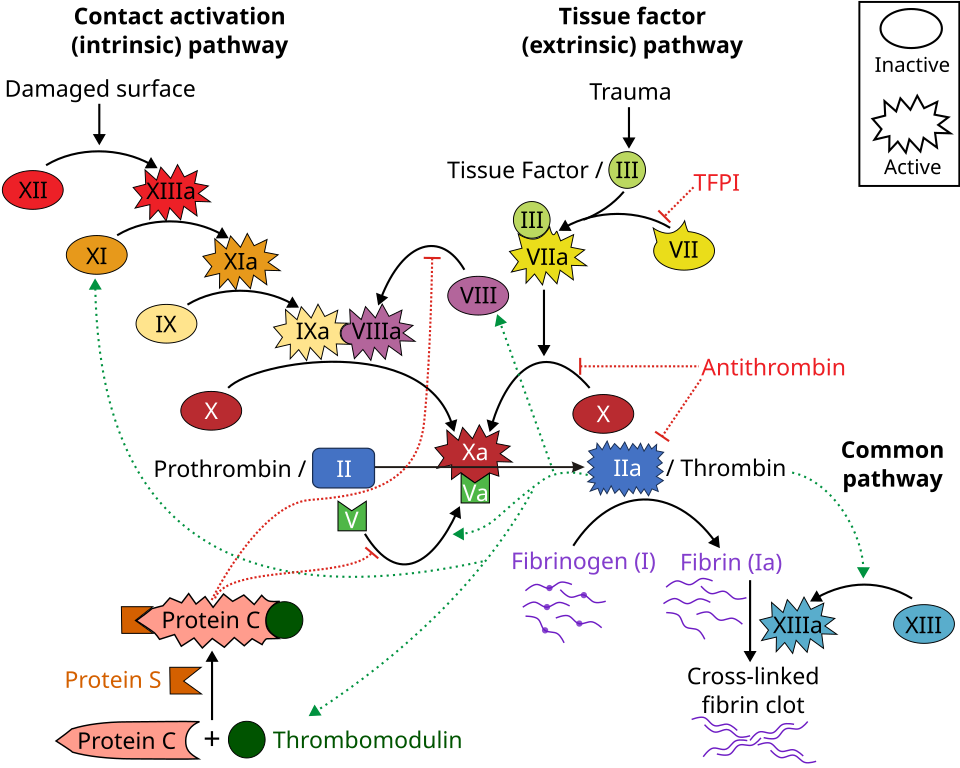 Contact activation
(intrinsic) pathway
Tissue factor
(extrinsic) pathway
Inactive
Active
Damaged surface
Trauma
Tissue Factor / III
TFPI
XII
XIIIa
III
VIIa
VII
XI
XIa
VIII
IX
IXa
VIIIa
Antithrombin
X
X
Xa
Va
Common
pathway
Prothrombin / II
IIa / Thrombin
V
Fibrinogen (I)
Fibrin (Ia)
Protein C
XIIIa
XIII
Protein S
Cross-linked
fibrin clot
Protein C + Thrombomodulin